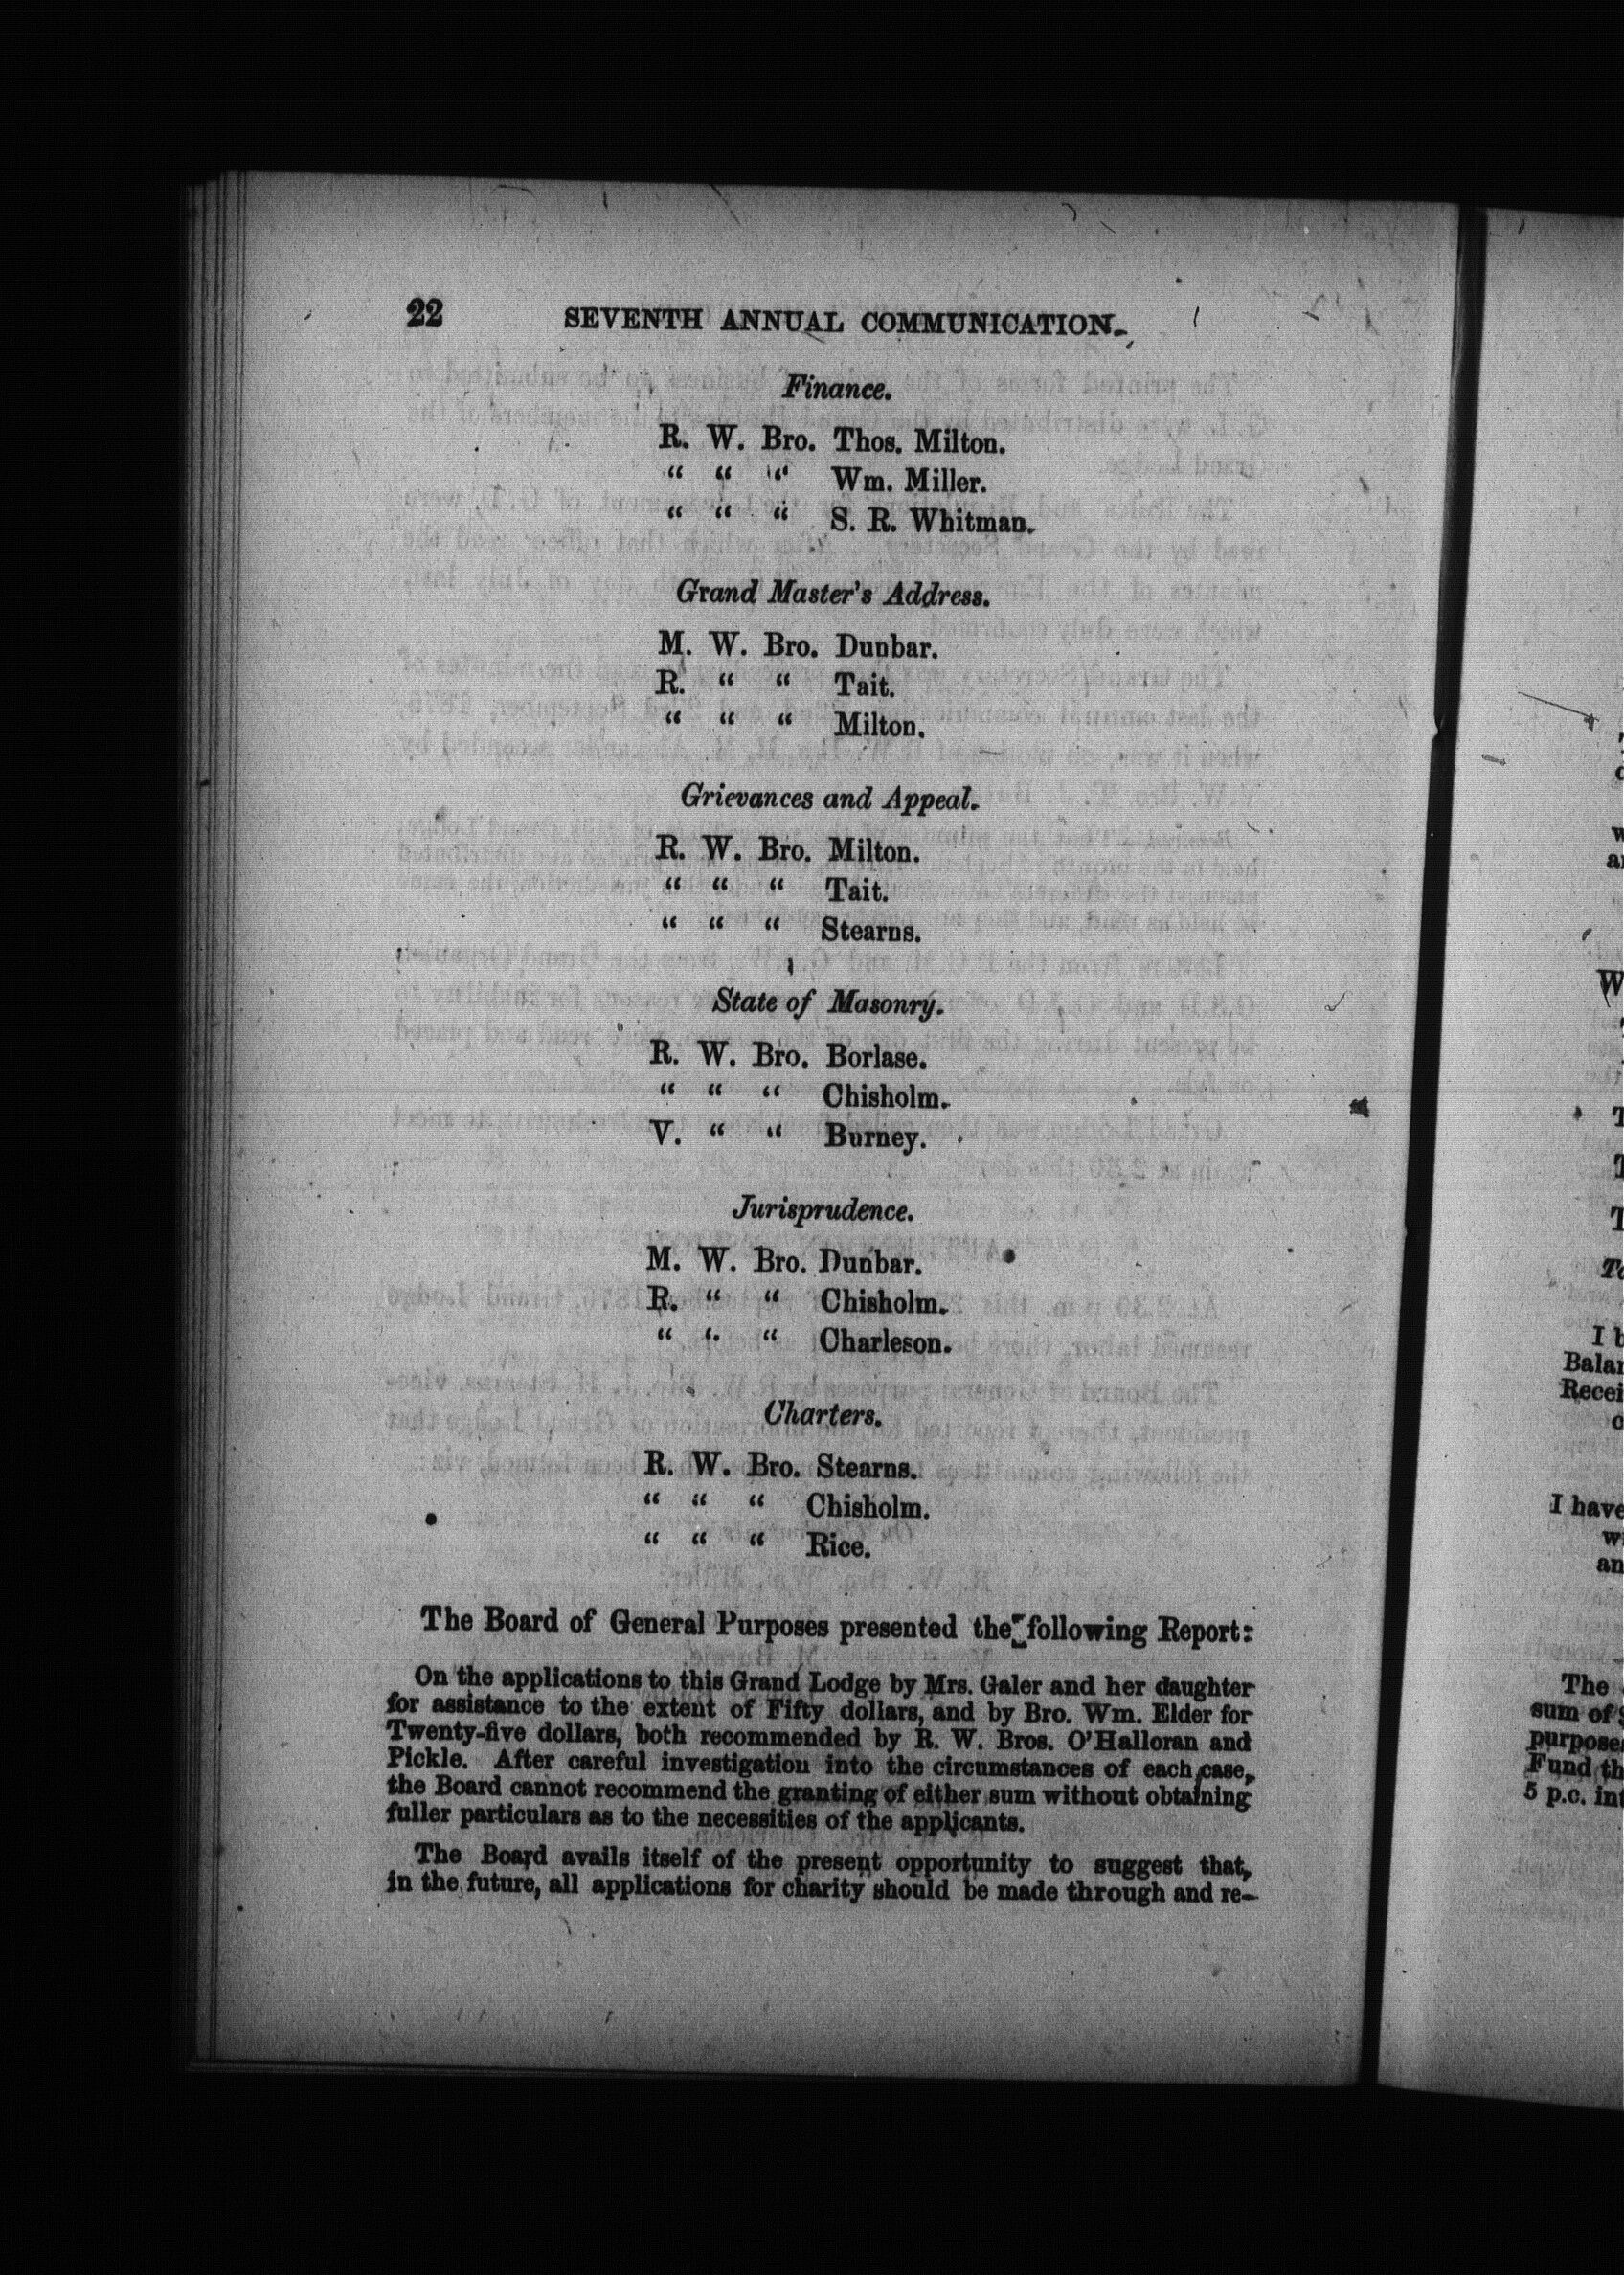 22 SEVENTH ANNUAL COMMUNICATION.
Finance.
R. W. Bro. Thos. Milton.
“ “ “ Wm. Miller.
“ “ “ S. R. Whitman.
Grand Master's Address.
M. W. Bro. Dunbar.
R. “ “ Tait.
“ “ “ Milton.
Grievances and Appeal.
R. W. Bro. Milton.
“ “ “ Tait.
“ “ “ Stearns.
State of Masonry.
R. W. Bro. Borlase.
“ “ “ Chisholm.
V. “ “ Burney.
Jurisprudence.
M. W. Bro. Dunbar.
R. “ “ Chisholm.
“ “ “ Charleson.
Charters.
R. W. Bro. Stearns.
“ “ “ Chisholm.
“ “ “ Rice.
The Board of General Purposes presented the following Report:
On the applications to this Grand Lodge by Mrs. Galer and her daughter
for assistance to the extent of Fifty dollars, and by Bro. Wm. Elder for
Twenty-five dollars, both recommended by R. W. Bros. O'Halloran and
Pickle. After careful investigation into the circumstances of each case,
the Board cannot recommend the granting of either sum without obtaining
fuller particulars as to the necessities of the applicants.
The Board avails itself of the present opportunity to suggest that,
in the future, all applications for charity should be made through and re-
I have
The
sum of
Fund
5 p.c.